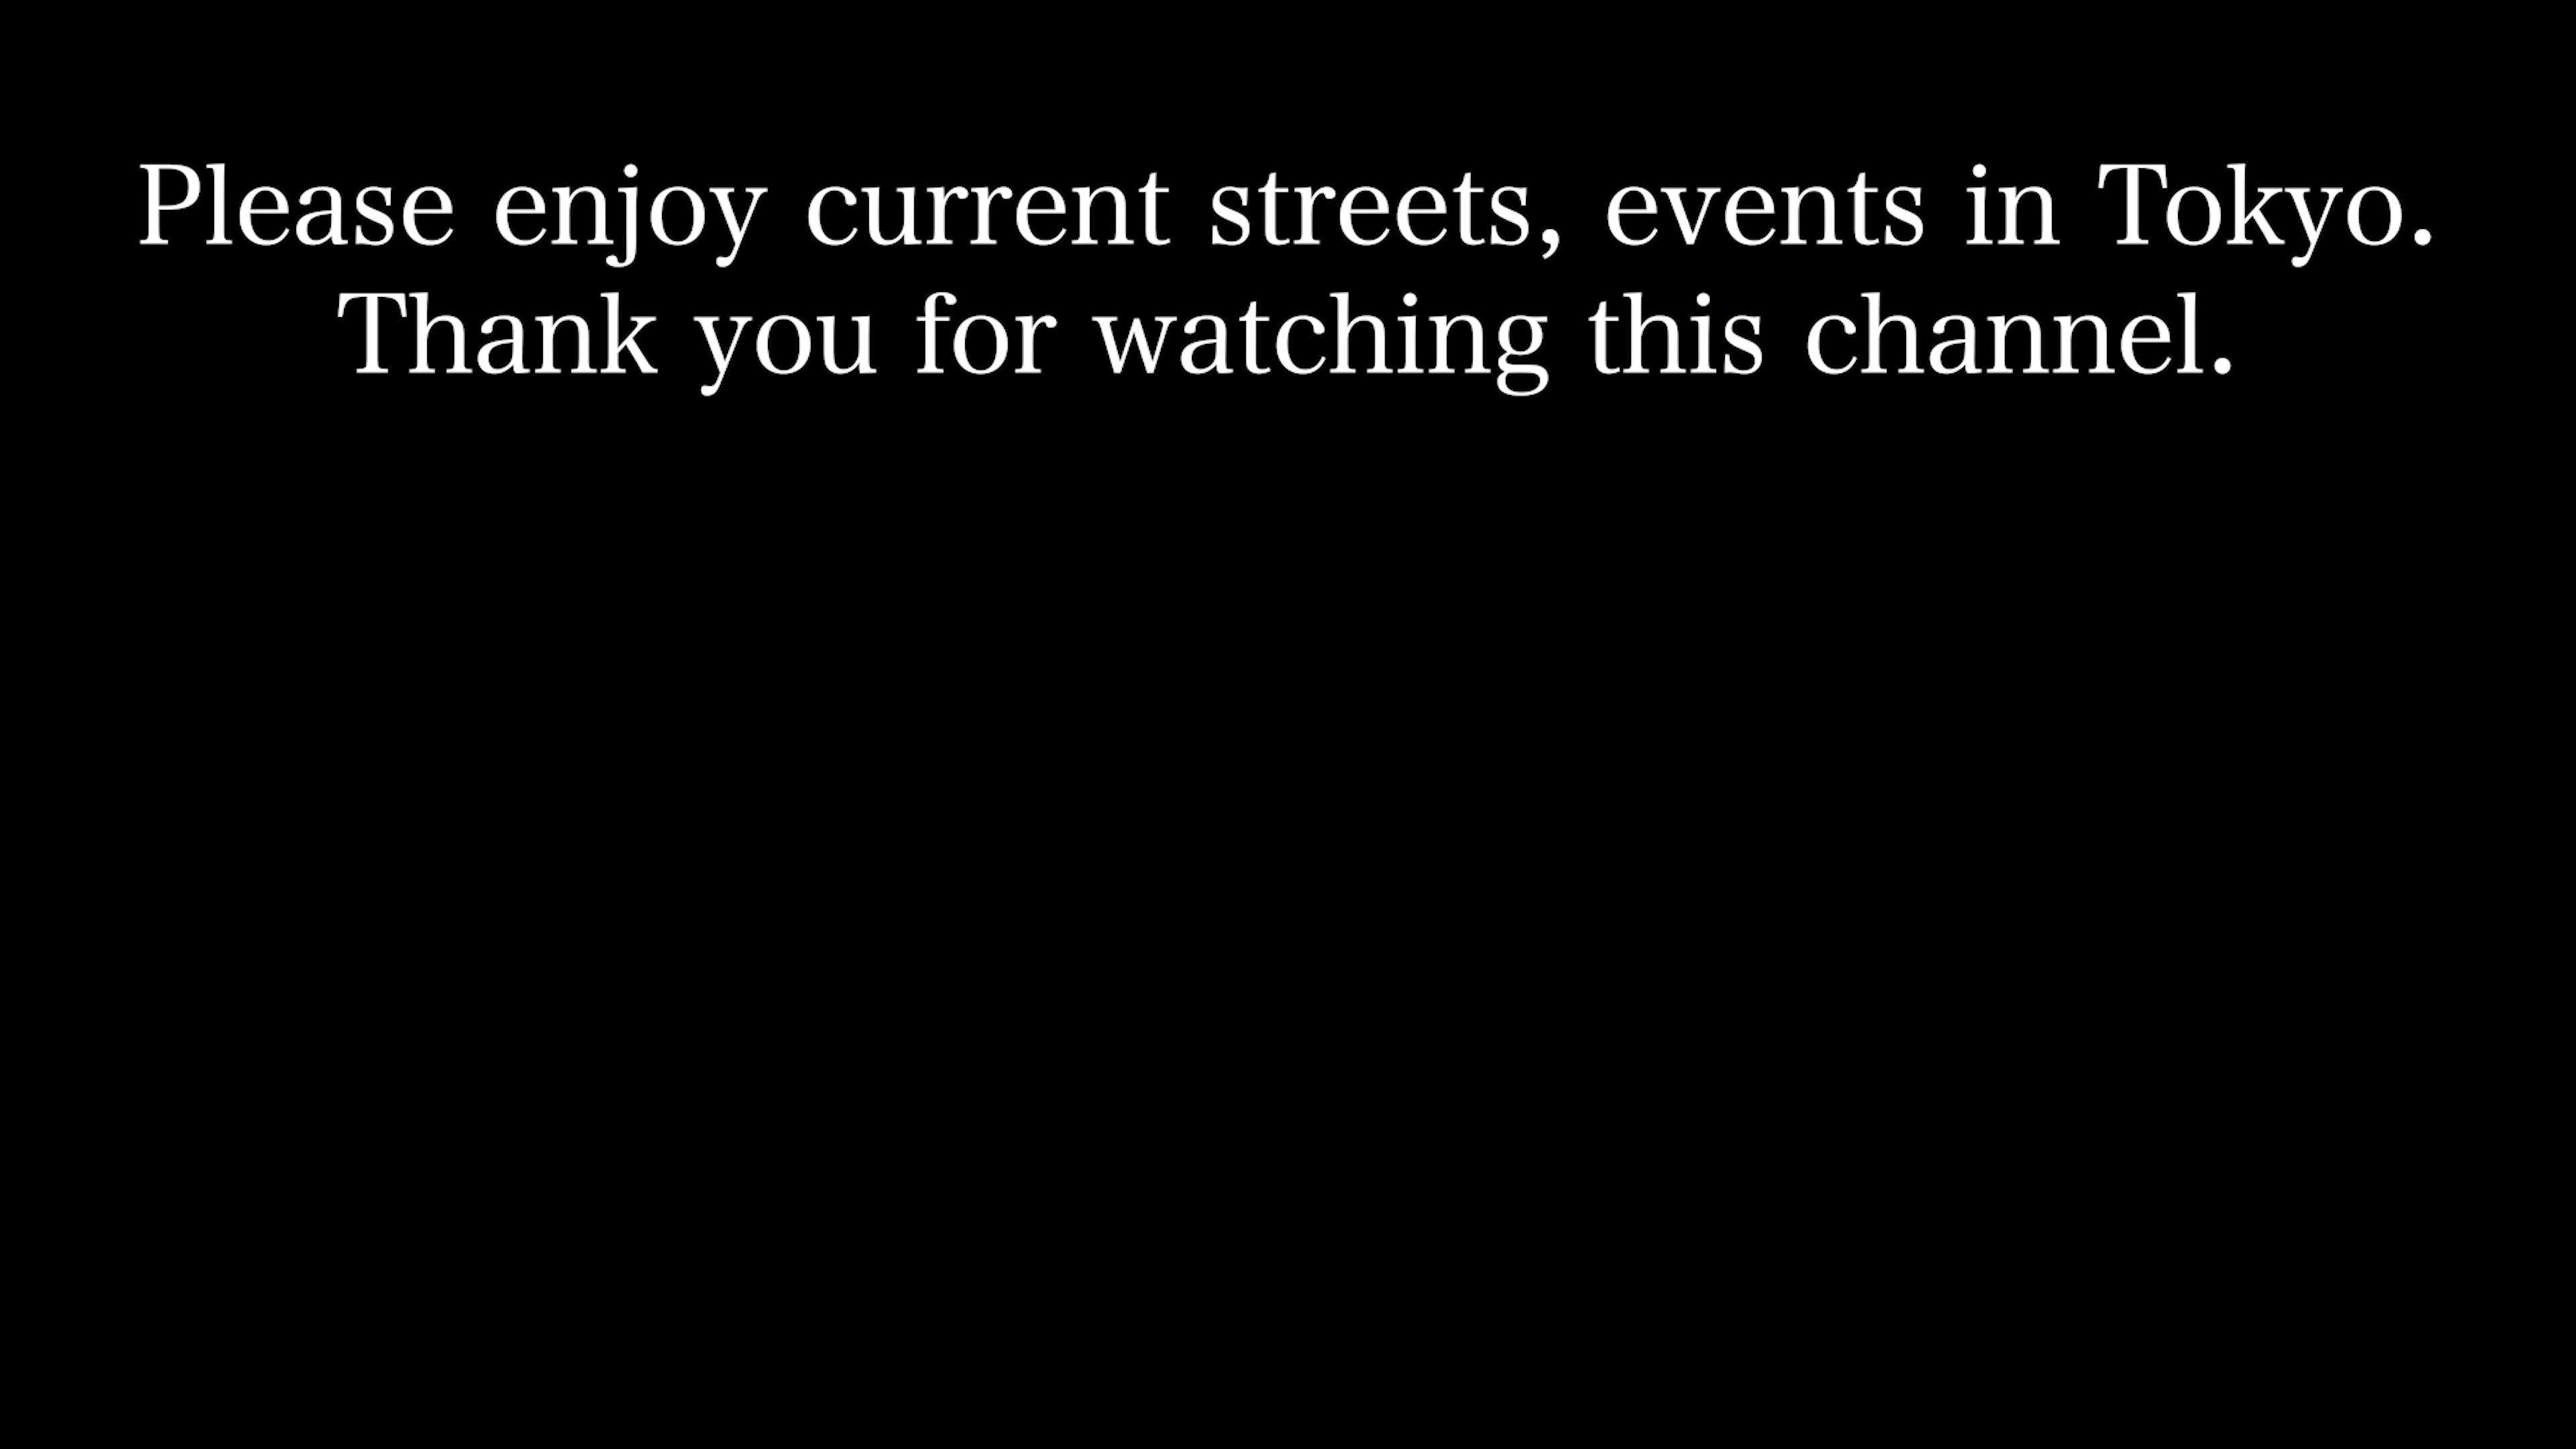 Please enjoy current streets, events in Tokyo.
Thank you for watching this channel.